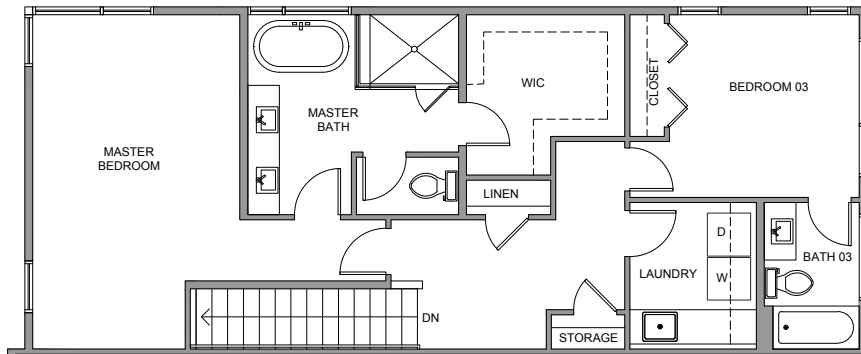 MASTER
BEDROOM
MASTER
BATH
WIC
CLOSET
BEDROOM 03
LINEN
D
W
LAUNDRY
BATH 03
DN
STORAGE